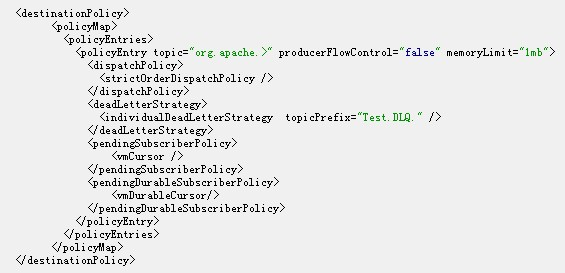 <destinationPolicy>
<policyMap>
<policyEntries>
<policyEntry topic="org.apache.>" producerFlowControl="false" memoryLimit="1mb">
<dispatchPolicy>
<strictOrderDispatchPolicy />
</dispatchPolicy>
<deadLetterStrategy>
<individualDeadLetterStrategy  topicPrefix="Test.DLQ." />
</deadLetterStrategy>
<pendingSubscriberPolicy>
<vmCursor />
</pendingSubscriberPolicy>
<pendingDurableSubscriberPolicy>
<vmDurableCursor/>
</pendingDurableSubscriberPolicy>
</policyEntry>
</policyEntries>
</policyMap>
</destinationPolicy>